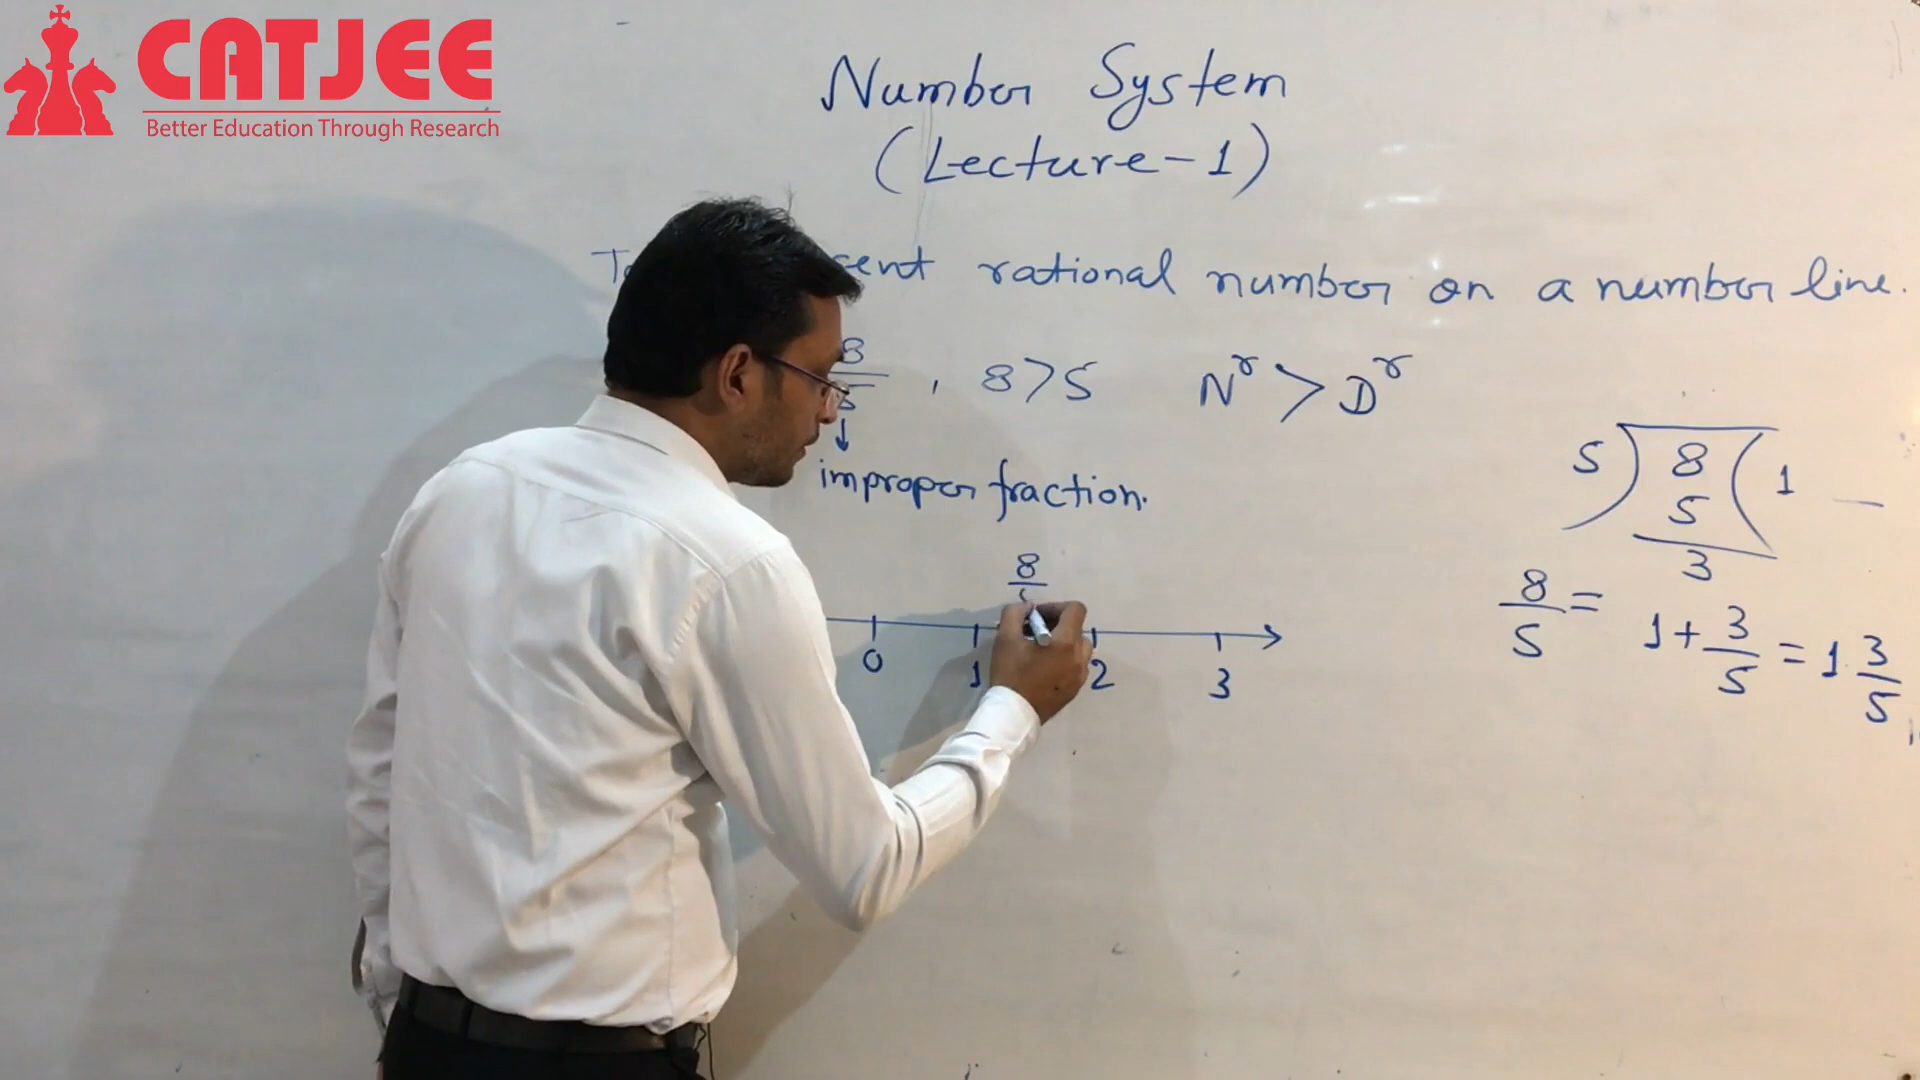 CATJEE
Better Education Through Research
Number System
(Lecture-1)
rational number on a number line.
8/5 , 8>5 Nʳ > Dʳ
↓
improper fraction.
5) 8 (1
5
3
8/5 = 1+3/5 = 1 3/5
8
0 1 2 3